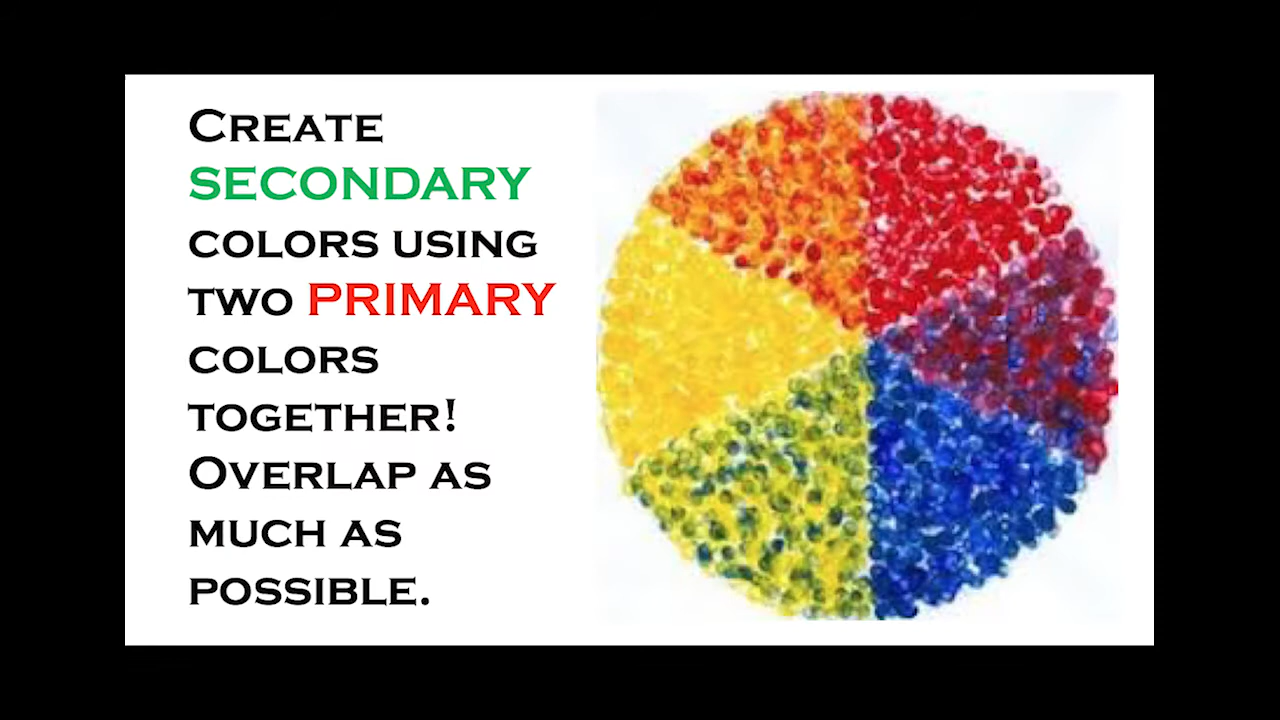 Create
SECONDARY
colors using
two PRIMARY
colors
together!
Overlap as
much as
possible.